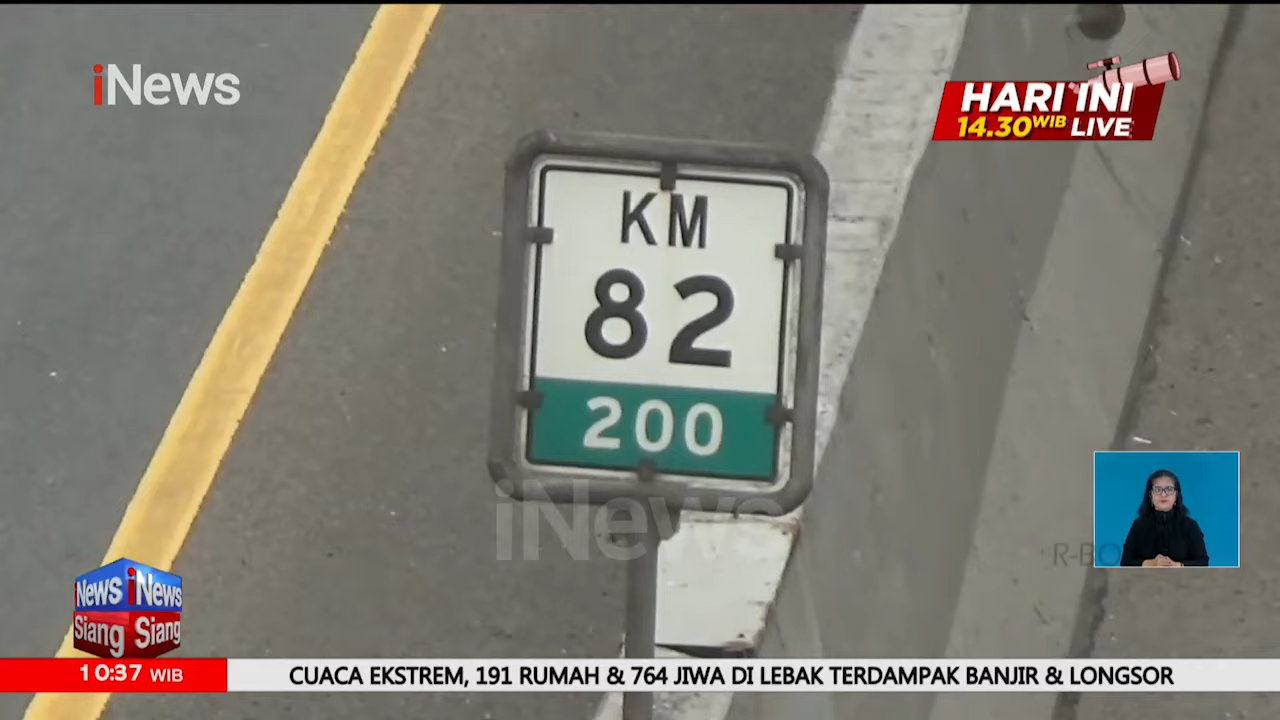 iNews
HARI INI
14.30 WIB LIVE
KM
82
200
iNews
R-BO
News iNews
Siang Siang
10:37 WIB
CUACA EKSTREM, 191 RUMAH & 764 JIWA DI LEBAK TERDAMPAK BANJIR & LONGSOR